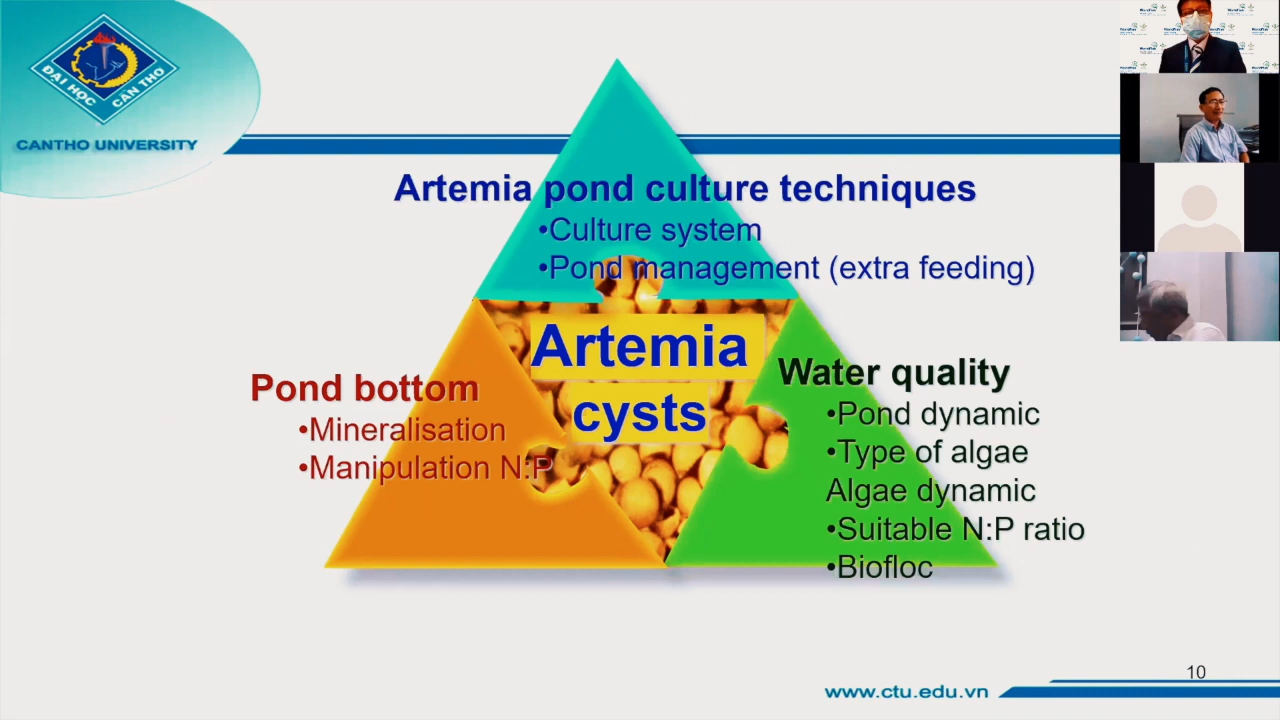 ĐẠI HỌC CẦN THƠ
CANTHO UNIVERSITY
Artemia pond culture techniques
•Culture system
•Pond management (extra feeding)
Artemia
cysts
Pond bottom
•Mineralisation
•Manipulation N:P
Water quality
•Pond dynamic
•Type of algae
Algae dynamic
•Suitable N:P ratio
•Biofloc
10
www.ctu.edu.vn